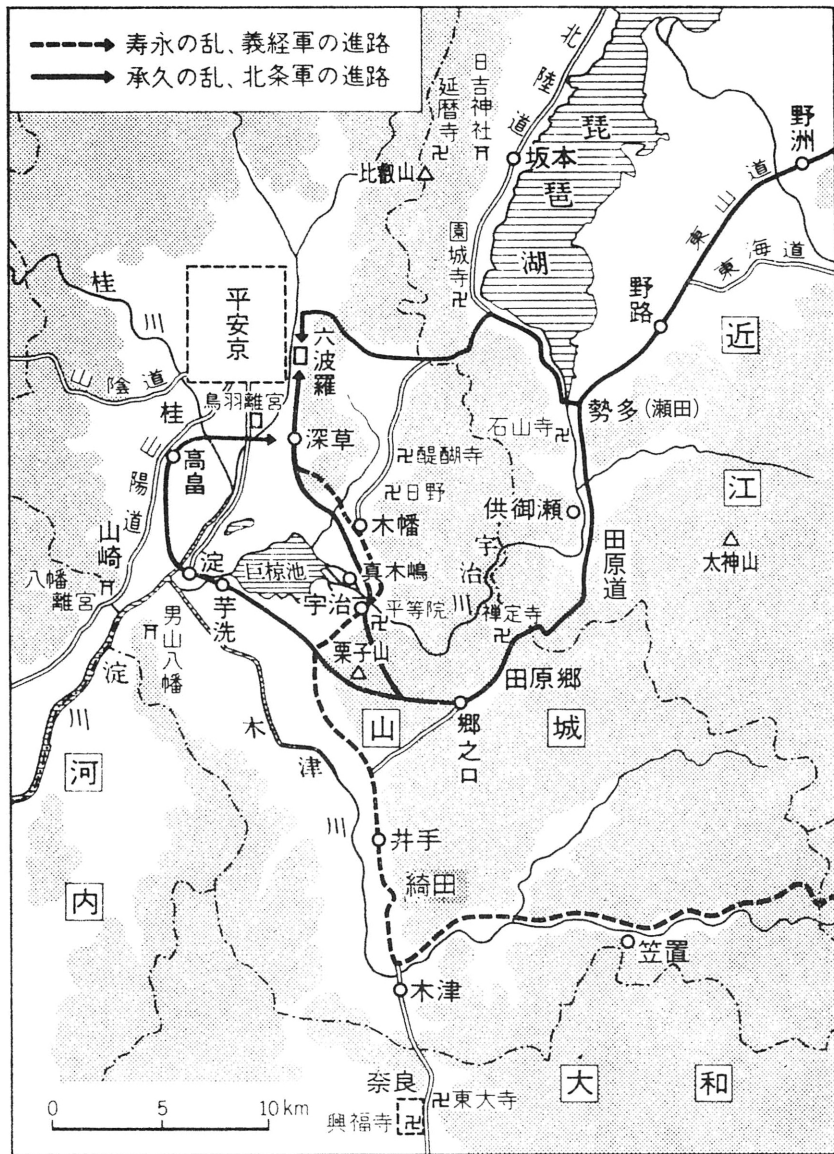 寿永の乱、義経軍の進路
承久の乱、北条軍の進路
北陸道
日吉神社
延暦寺
比叡山
坂本
琵琶湖
野洲
東山道
東海道
園城寺
野路
近
江
桂川
平安京
六波羅
山陰道
桂
鳥羽離宮
深草
勢多(瀬田)
石山寺
醍醐寺
日野
高畠
山陽道
木幡
供御瀬
宇治川
太神山
田原道
山崎
八幡離宮
淀
巨椋池
真木嶋
芋洗
宇治
平等院
禅定寺
男山八幡
栗子山
田原郷
淀川
木津川
山
城
郷之口
河
内
井手
綺田
笠置
木津
大
和
奈良
東大寺
興福寺
0 5 10km